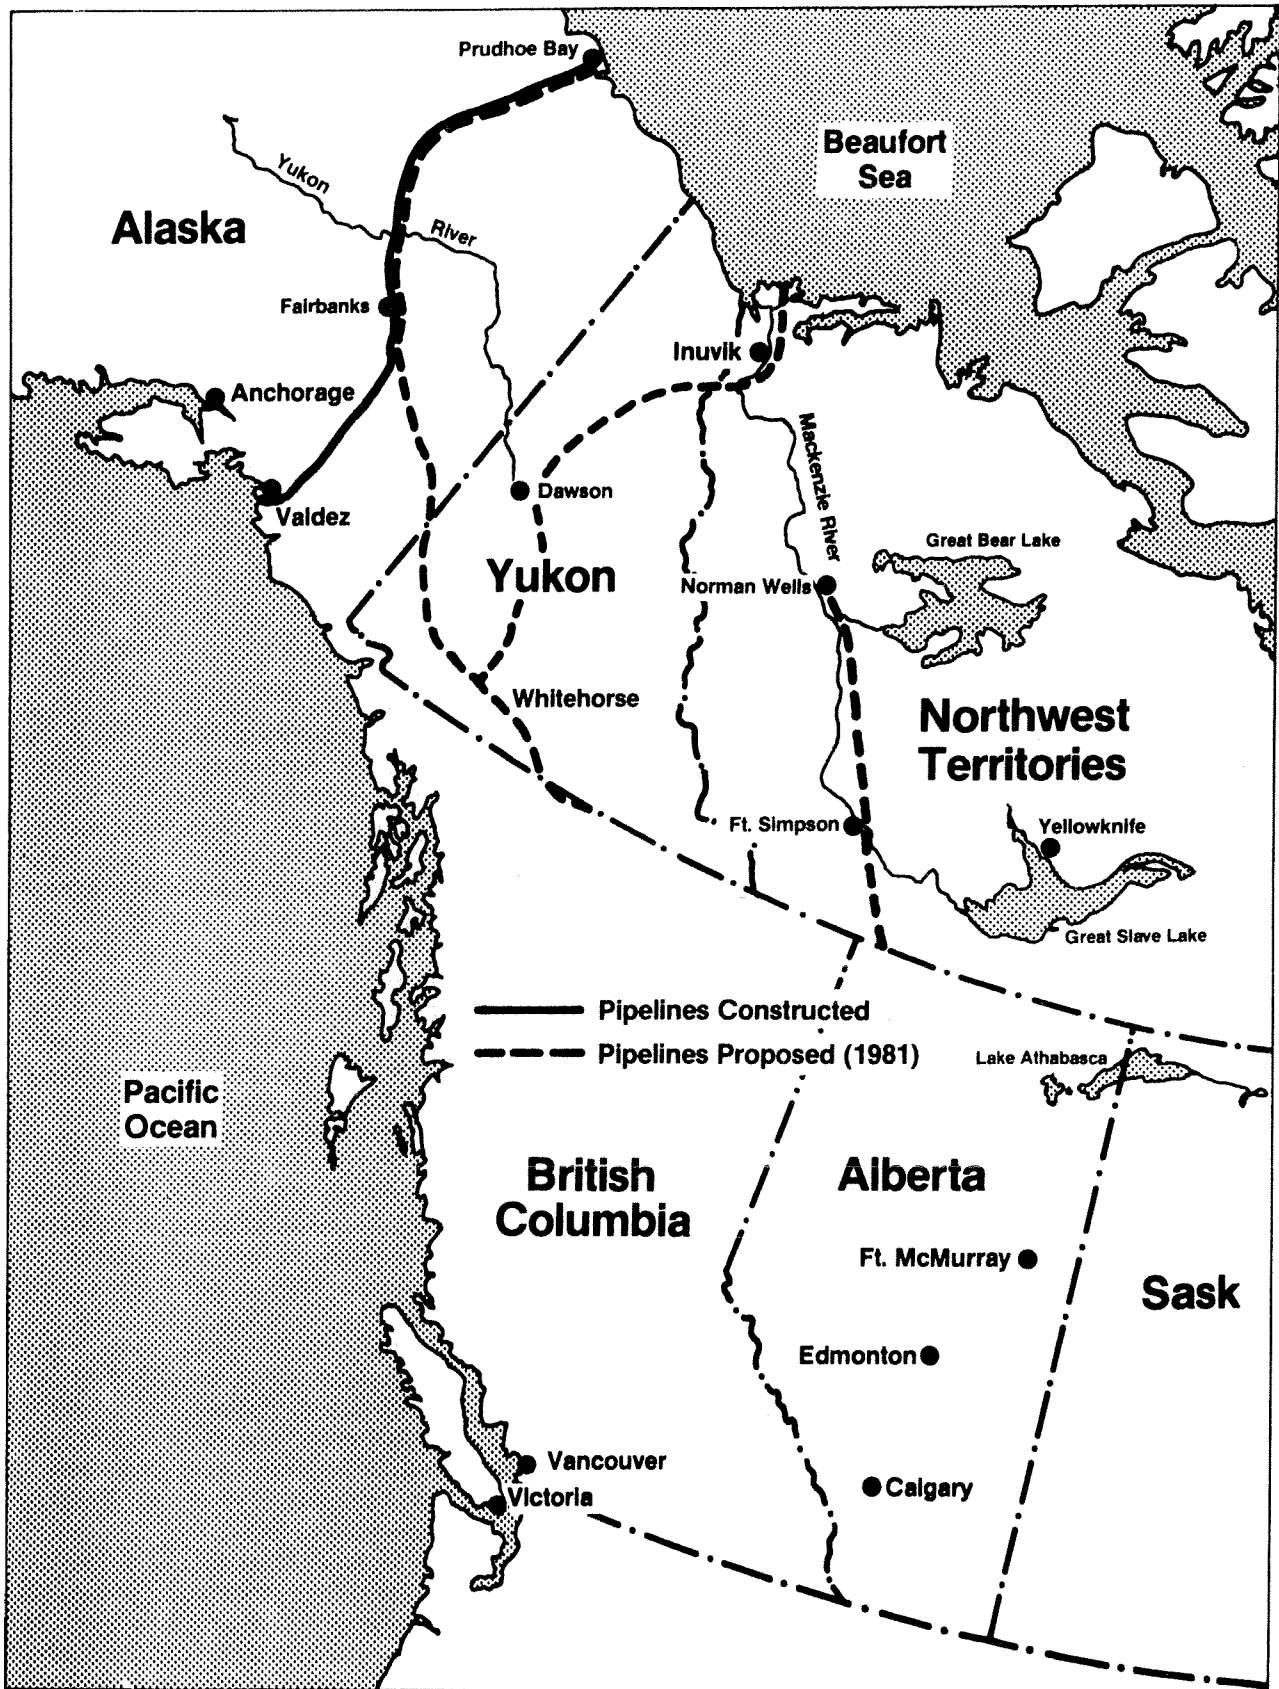 Prudhoe Bay
Beaufort
Sea
Yukon
River
Alaska
Fairbanks
Inuvik
Anchorage
Mackenzie River
Dawson
Valdez
Great Bear Lake
Yukon
Norman Wells
Whitehorse
Northwest
Territories
Ft. Simpson
Yellowknife
Great Slave Lake
Pipelines Constructed
Pipelines Proposed (1981)
Lake Athabasca
Pacific
Ocean
British
Columbia
Alberta
Ft. McMurray
Sask
Edmonton
Vancouver
Calgary
Victoria